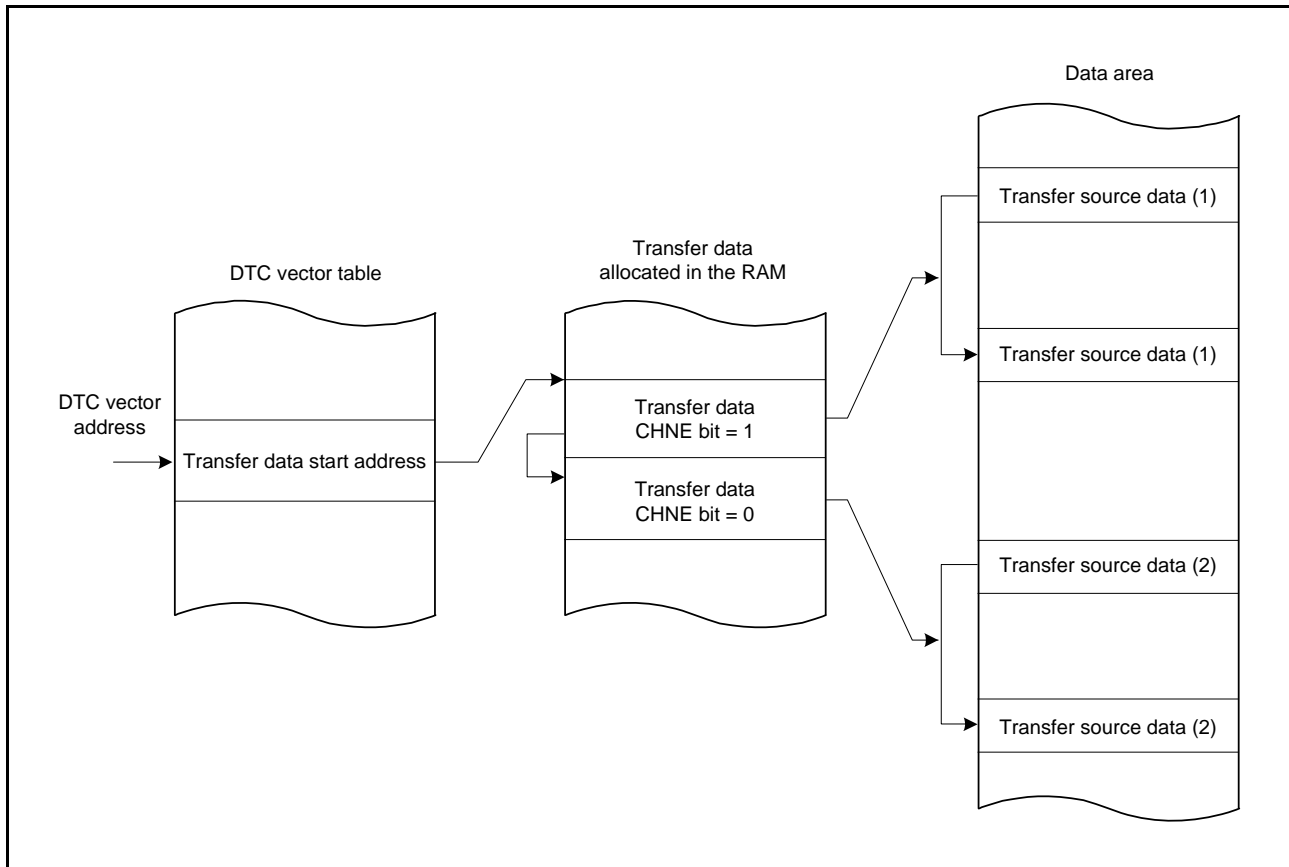 Data area
Transfer source data (1)
Transfer data
allocated in the RAM
DTC vector table
Transfer source data (1)
DTC vector
address
Transfer data
CHNE bit = 1
Transfer data start address
Transfer data
CHNE bit = 0
Transfer source data (2)
Transfer source data (2)